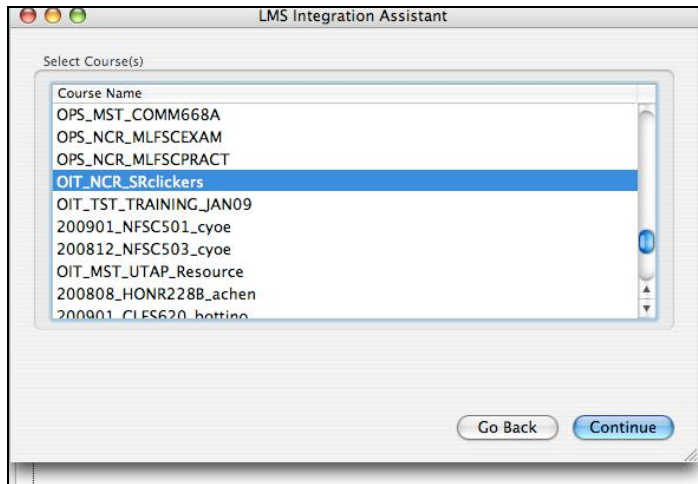 LMS Integration Assistant
Select Course(s)
Course Name
OPS_MST_COMM668A
OPS_NCR_MLFSCEXAM
OPS_NCR_MLFSCPRACT
OIT_NCR_SRclickers
OIT_TST_TRAINING_JAN09
200901_NFSC501_cyoe
200812_NFSC503_cyoe
OIT_MST_UTAP_Resource
200808_HONR228B_achen
200901_CLFS620_bottino
Go Back Continue